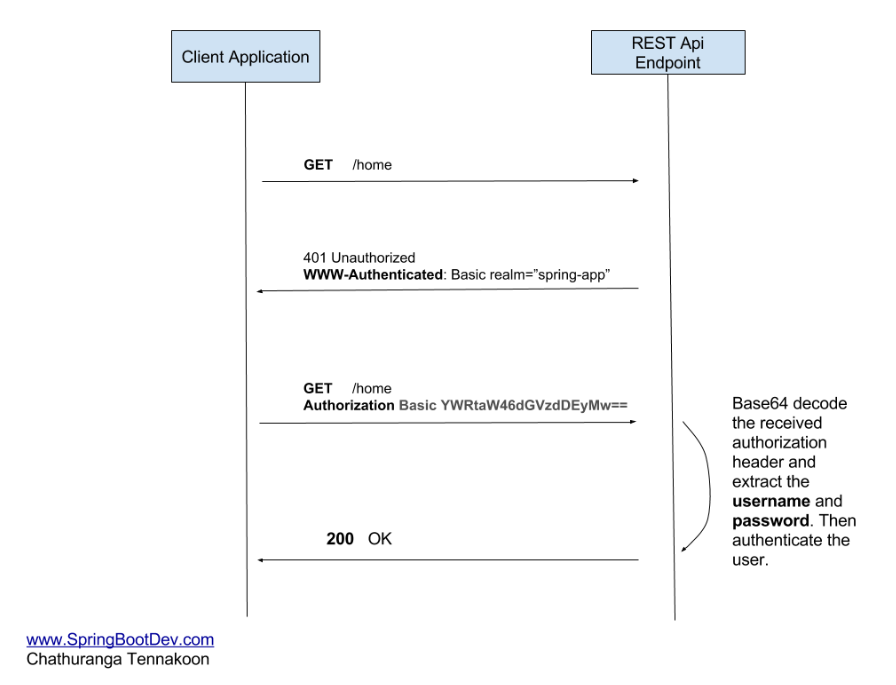 Client Application
REST Api
Endpoint
GET /home
401 Unauthorized
WWW-Authenticated: Basic realm=”spring-app”
GET /home
Authorization Basic YWRtaW46dGVzdDEyMw==
Base64 decode
the received
authorization
header and
extract the
username and
password. Then
authenticate the
user.
200 OK
www.SpringBootDev.com
Chathuranga Tennakoon